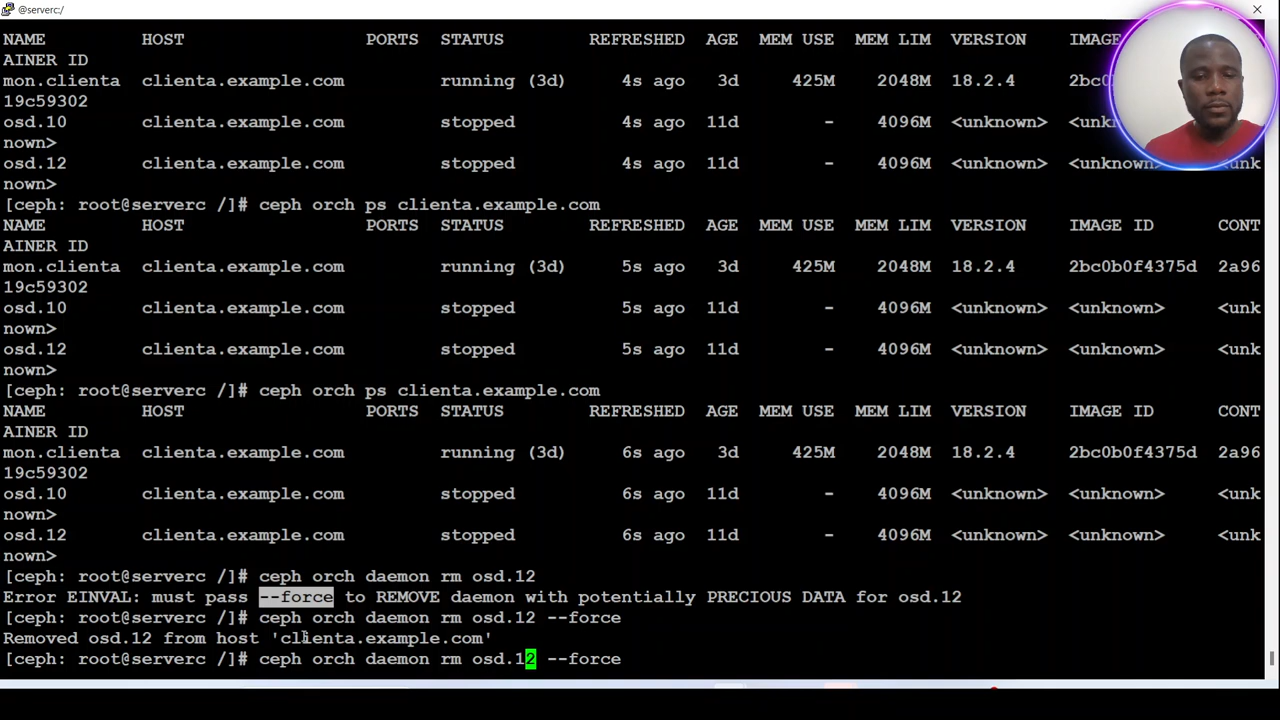 @serverc:/
NAME HOST PORTS STATUS REFRESHED AGE MEM USE MEM LIM VERSION
AINER ID
mon.clienta clienta.example.com running (3d) 4s ago 3d 425M 2048M 18.2.4
19c59302
osd.10 clienta.example.com stopped 4s ago 11d - 4096M <unknown>
nown>
osd.12 clienta.example.com stopped 4s ago 11d - 4096M <unknown> <unk
nown>
[ceph: root@serverc /]# ceph orch ps clienta.example.com
NAME HOST PORTS STATUS REFRESHED AGE MEM USE MEM LIM VERSION IMAGE ID CONT
AINER ID
mon.clienta clienta.example.com running (3d) 5s ago 3d 425M 2048M 18.2.4 2bc0b0f4375d 2a96
19c59302
osd.10 clienta.example.com stopped 5s ago 11d - 4096M <unknown> <unknown> <unk
nown>
osd.12 clienta.example.com stopped 5s ago 11d - 4096M <unknown> <unknown> <unk
nown>
[ceph: root@serverc /]# ceph orch ps clienta.example.com
NAME HOST PORTS STATUS REFRESHED AGE MEM USE MEM LIM VERSION IMAGE ID CONT
AINER ID
mon.clienta clienta.example.com running (3d) 6s ago 3d 425M 2048M 18.2.4 2bc0b0f4375d 2a96
19c59302
osd.10 clienta.example.com stopped 6s ago 11d - 4096M <unknown> <unknown> <unk
nown>
osd.12 clienta.example.com stopped 6s ago 11d - 4096M <unknown> <unknown> <unk
nown>
[ceph: root@serverc /]# ceph orch daemon rm osd.12
Error EINVAL: must pass --force to REMOVE daemon with potentially PRECIOUS DATA for osd.12
[ceph: root@serverc /]# ceph orch daemon rm osd.12 --force
Removed osd.12 from host 'clienta.example.com'
[ceph: root@serverc /]# ceph orch daemon rm osd.12 --force